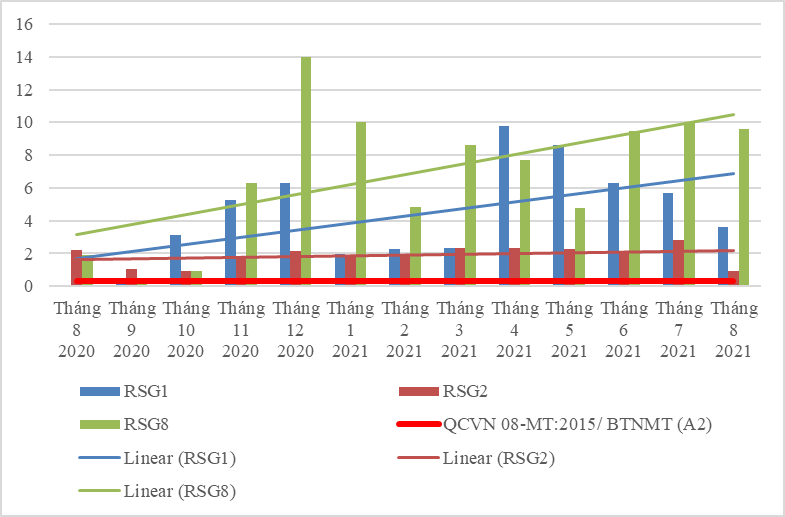 16
14
12
10
8
6
4
2
0
Tháng 8 2020
Tháng 9 2020
Tháng 10 2020
Tháng 11 2020
Tháng 12 2020
Tháng 1 2021
Tháng 2 2021
Tháng 3 2021
Tháng 4 2021
Tháng 5 2021
Tháng 6 2021
Tháng 7 2021
Tháng 8 2021
RSG1
RSG2
RSG8
QCVN 08-MT:2015/ BTNMT (A2)
Linear (RSG1)
Linear (RSG2)
Linear (RSG8)